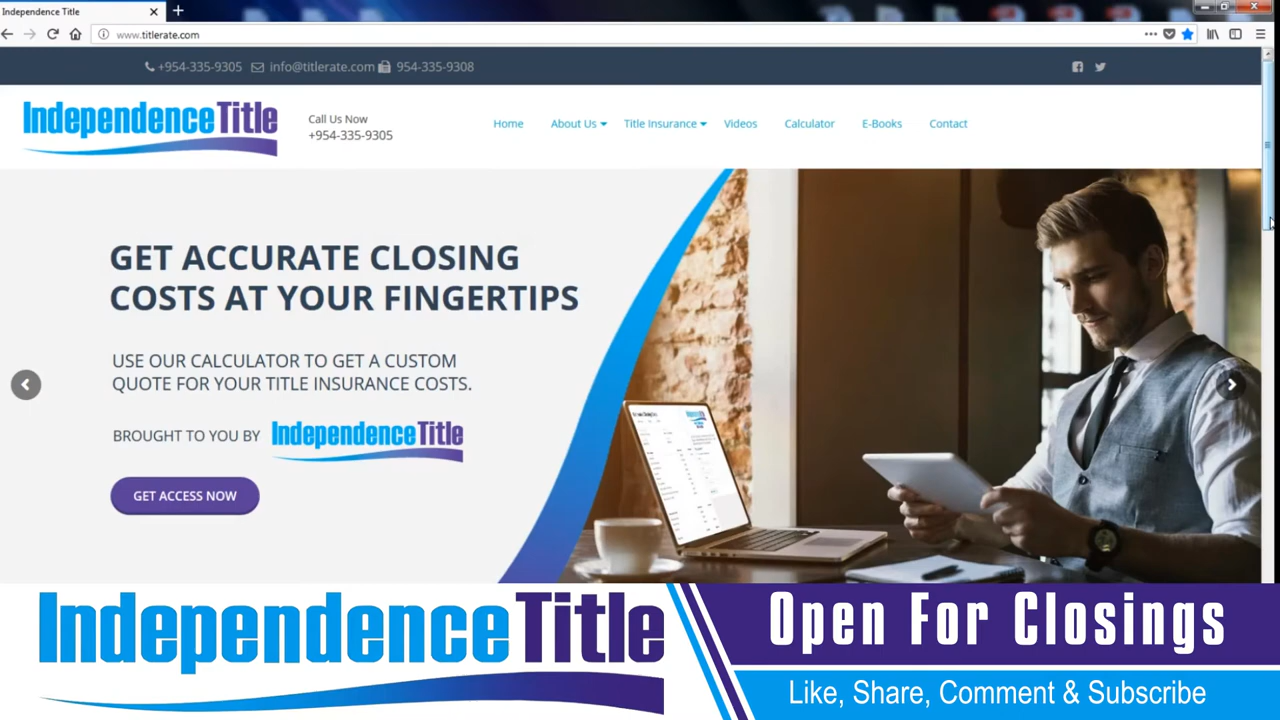 Independence Title
www.titlerate.com
+954-335-9305 info@titlerate.com 954-335-9308
IndependenceTitle
Call Us Now
+954-335-9305
Home About Us Title Insurance Videos Calculator E-Books Contact
GET ACCURATE CLOSING
COSTS AT YOUR FINGERTIPS
USE OUR CALCULATOR TO GET A CUSTOM
QUOTE FOR YOUR TITLE INSURANCE COSTS.
BROUGHT TO YOU BY IndependenceTitle
GET ACCESS NOW
IndependenceTitle
Open For Closings
Like, Share, Comment & Subscribe